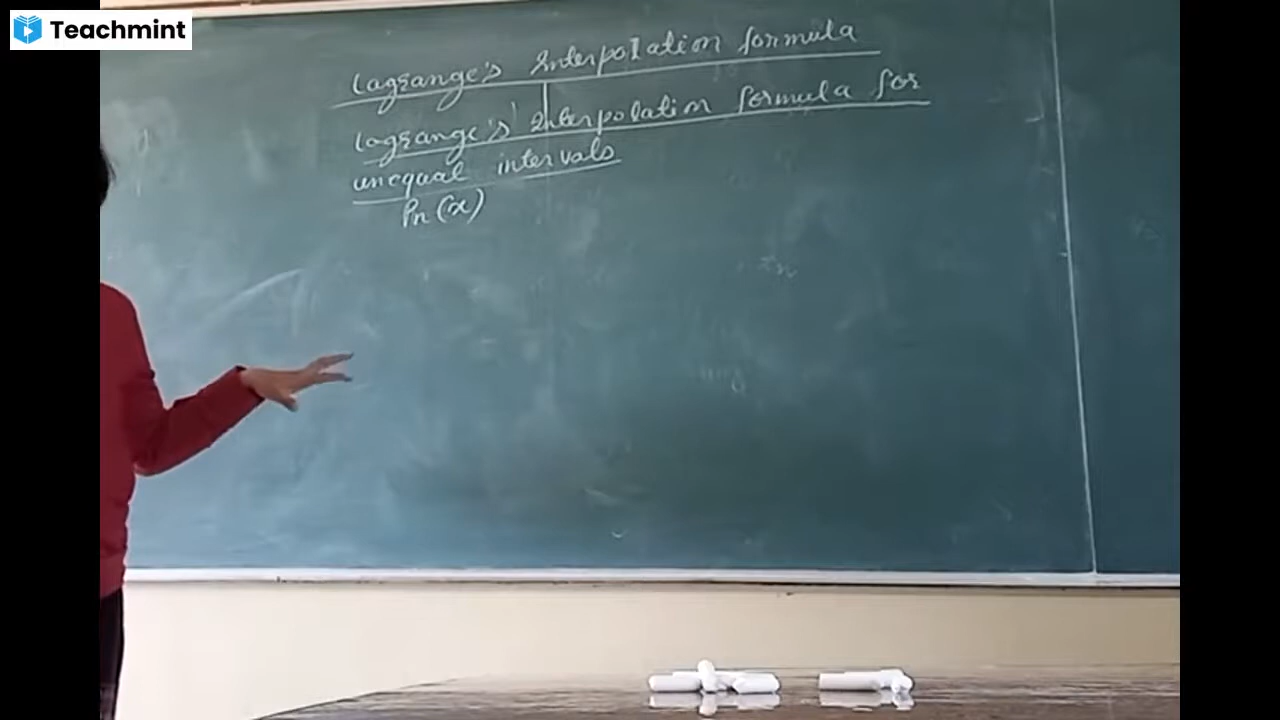 Teachmint
Lagrange's Interpolation formula
Lagrange's Interpolation formula for
unequal intervals
Pn(x)